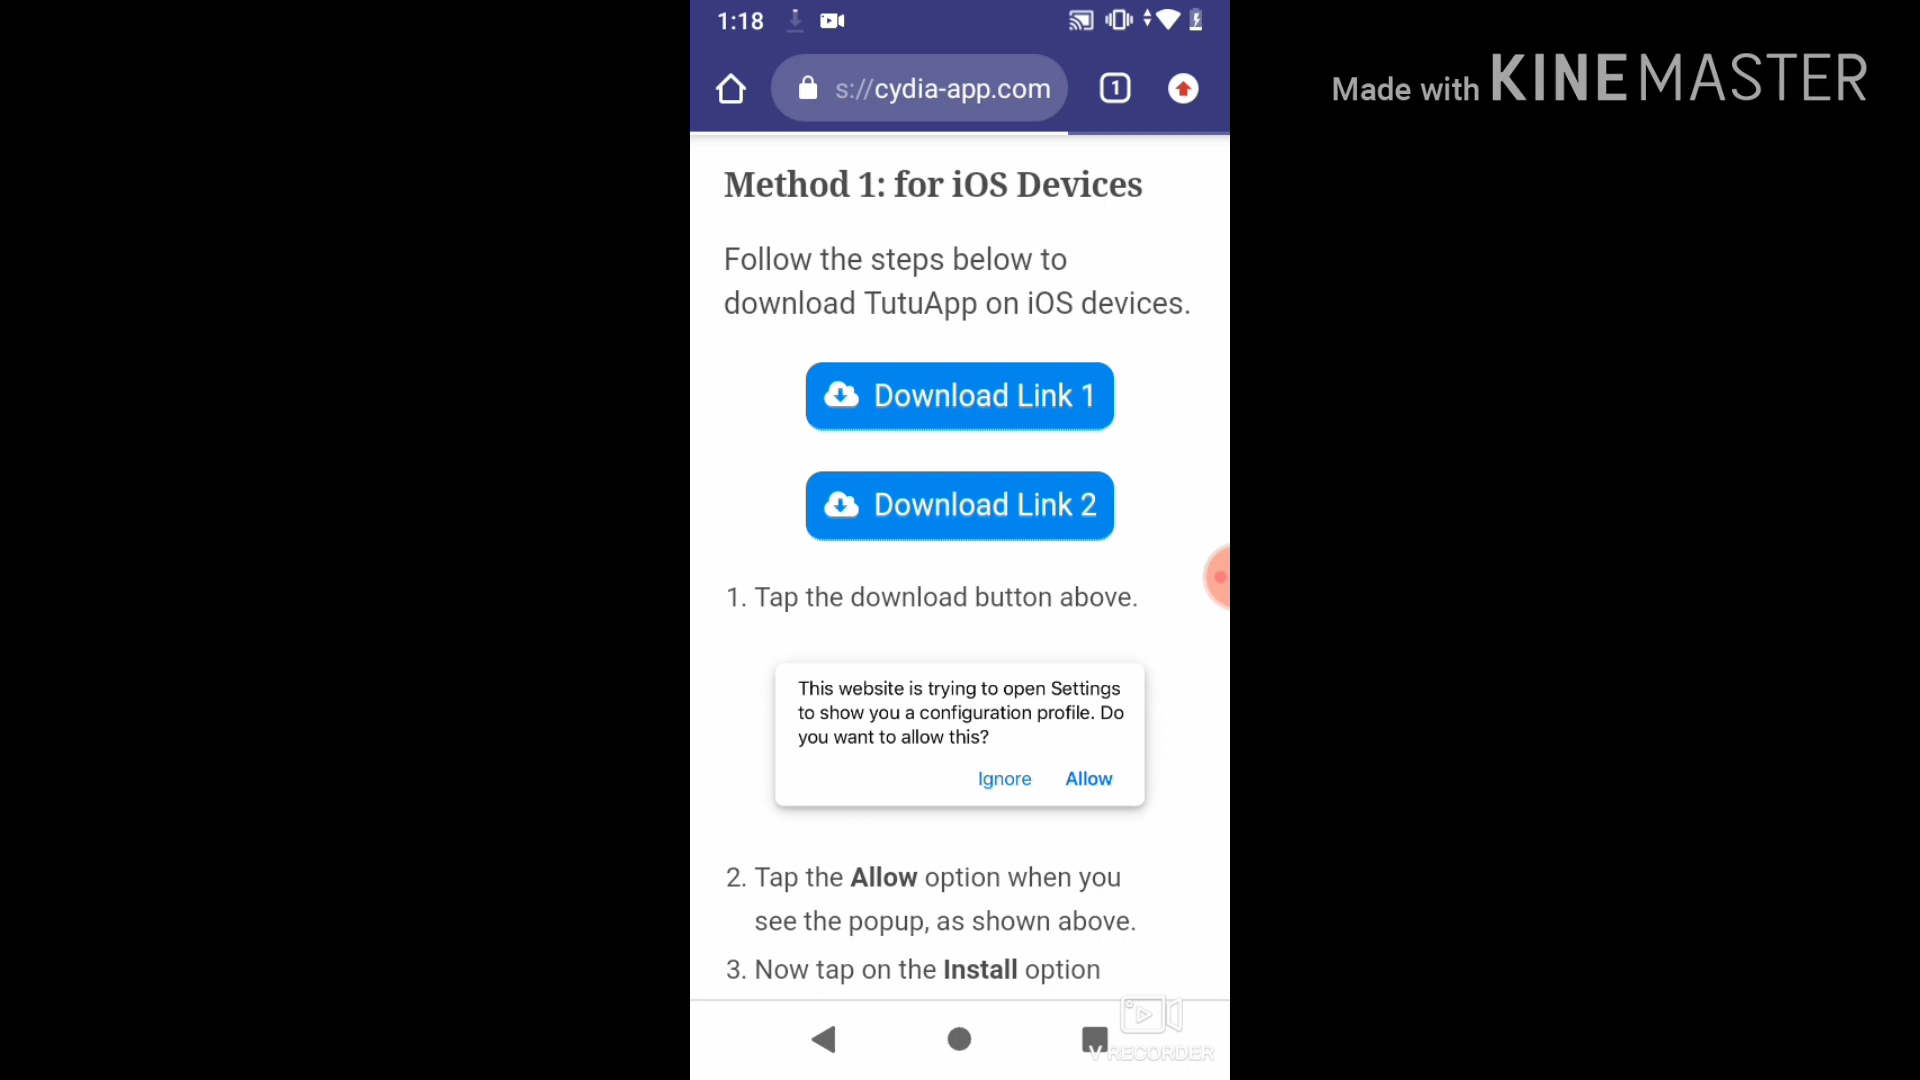 1:18
s://cydia-app.com
1
Made with KINEMASTER
Method 1: for iOS Devices
Follow the steps below to
download TutuApp on iOS devices.
Download Link 1
Download Link 2
1. Tap the download button above.
This website is trying to open Settings
to show you a configuration profile. Do
you want to allow this?
Ignore Allow
2. Tap the Allow option when you
see the popup, as shown above.
3. Now tap on the Install option
V RECORDER